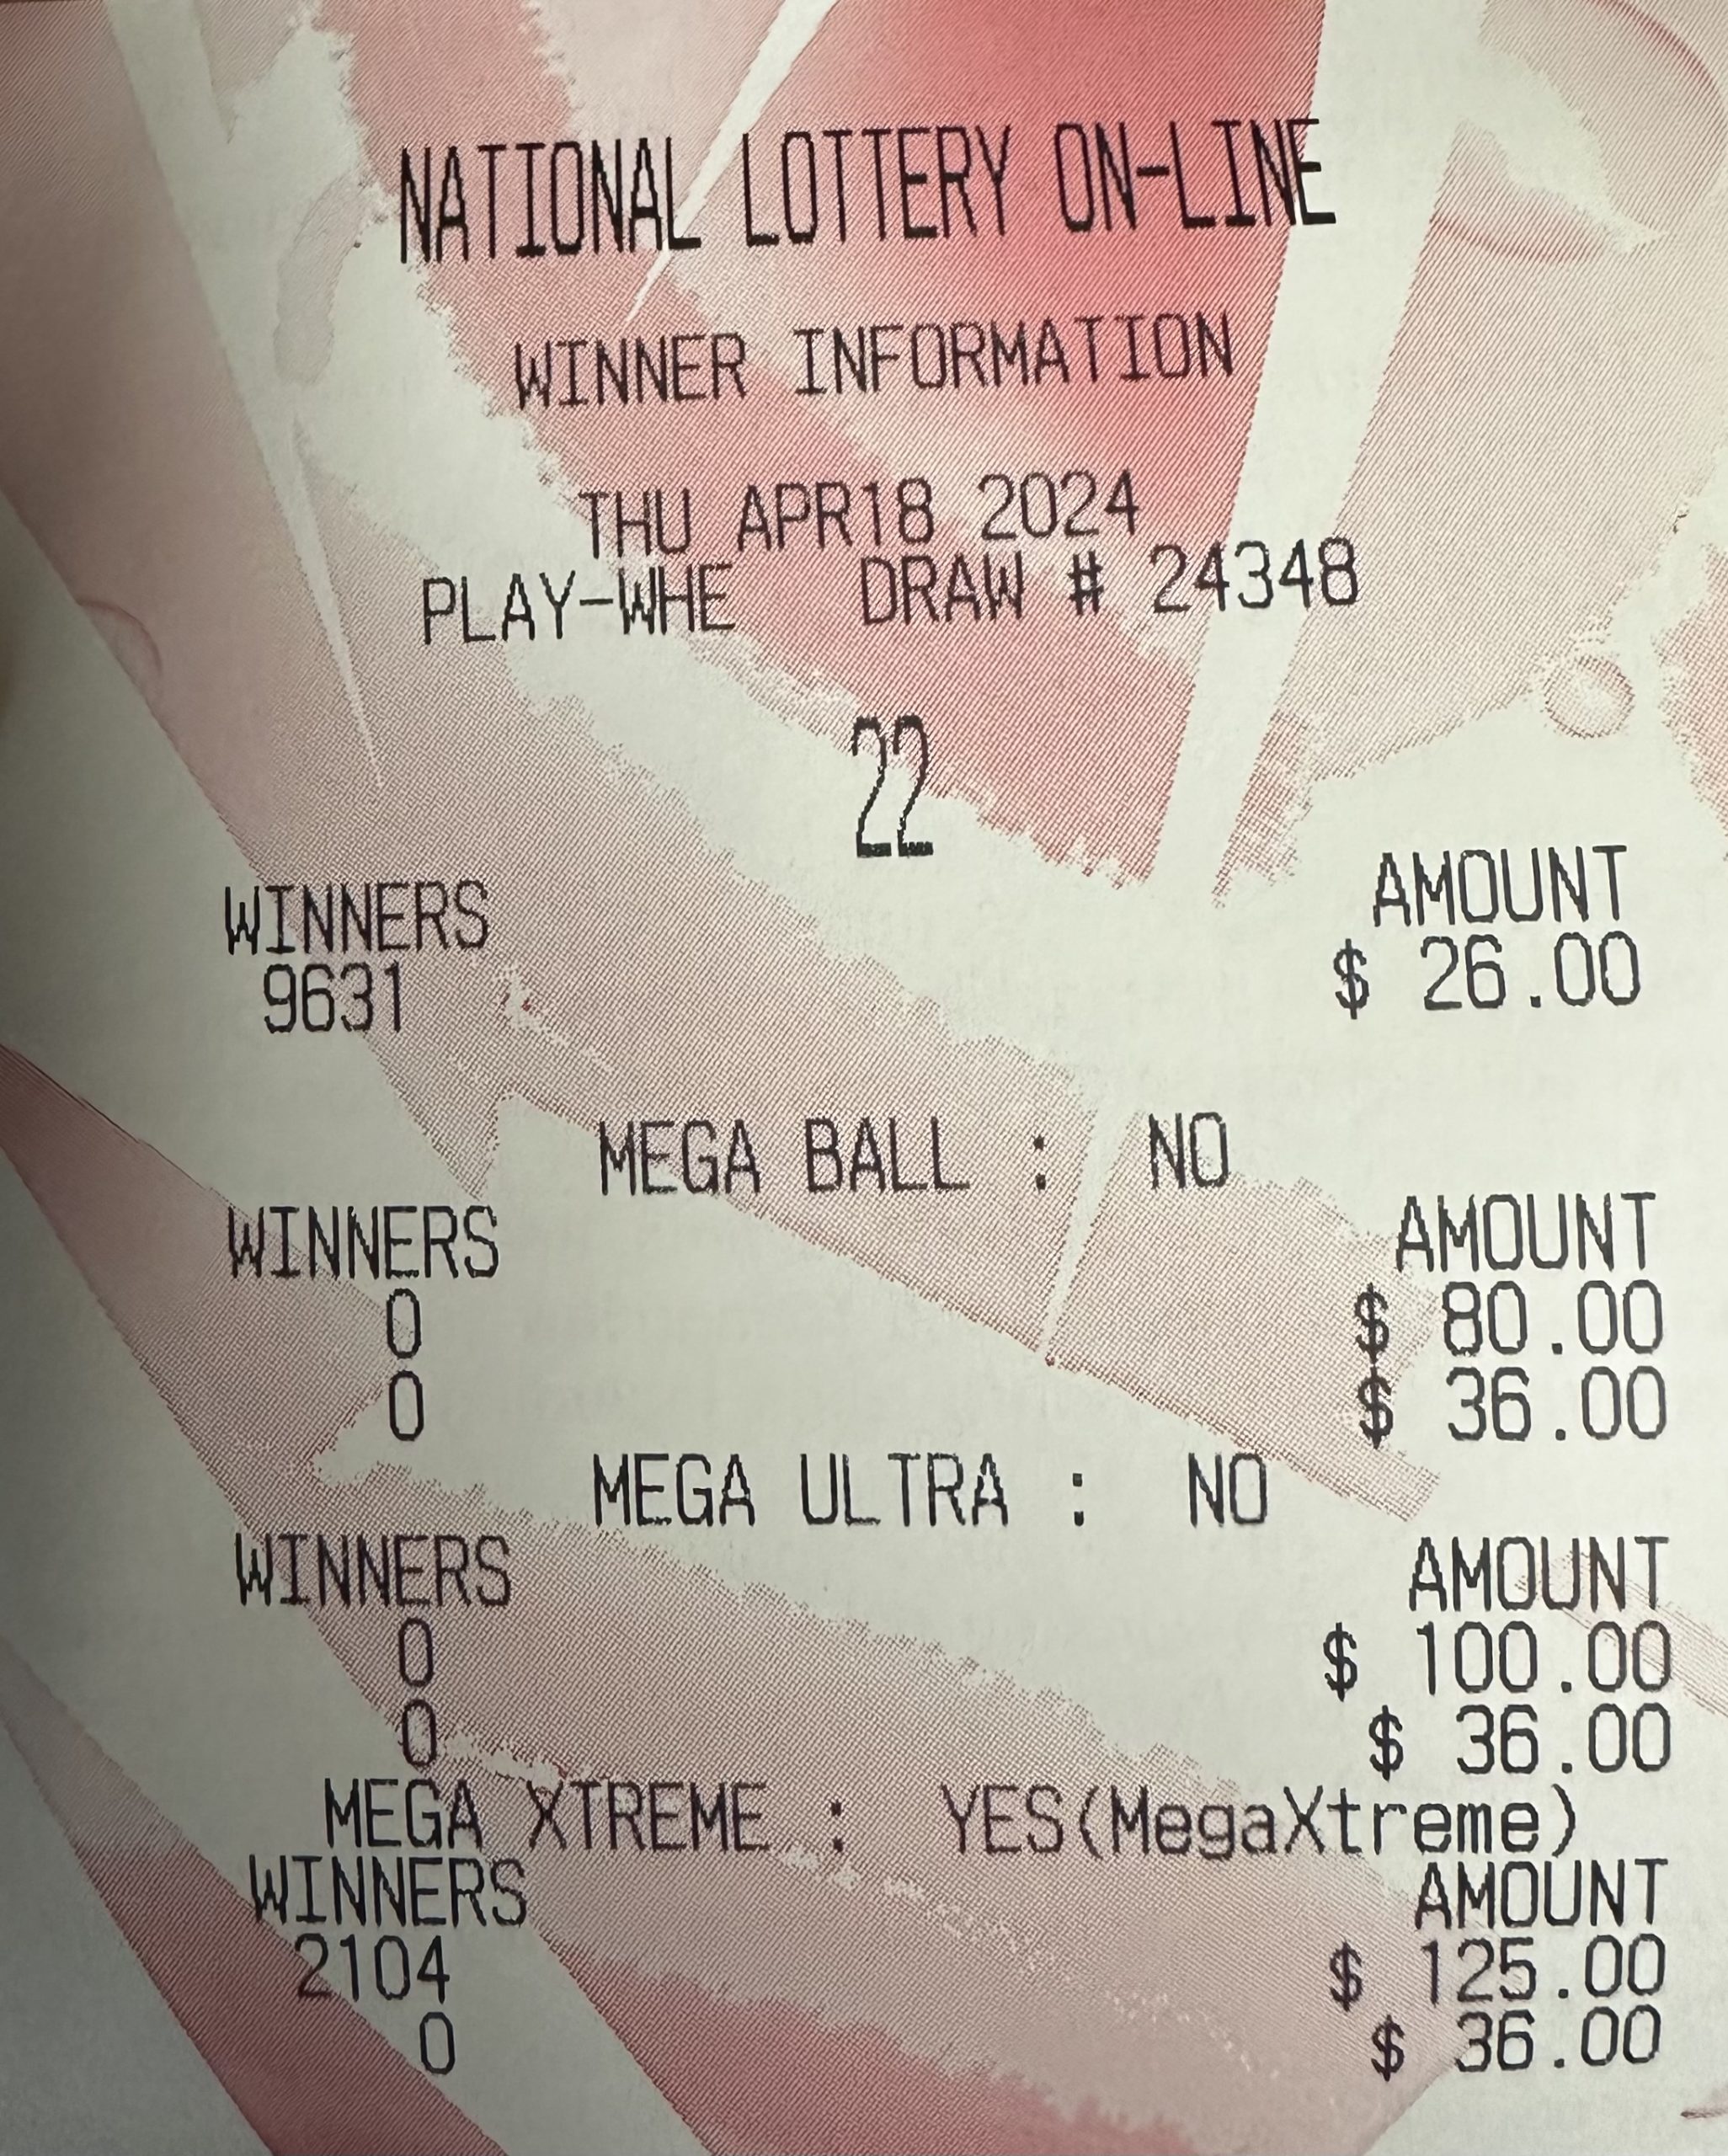 NATIONAL LOTTERY ON-LINE
WINNER INFORMATION
THU APR18 2024
PLAY-WHE DRAW # 24348
22
WINNERS AMOUNT
9631 $ 26.00
MEGA BALL : NO
WINNERS AMOUNT
0 $ 80.00
0 $ 36.00
MEGA ULTRA : NO
WINNERS AMOUNT
0 $ 100.00
0 $ 36.00
MEGA XTREME : YES(MegaXtreme)
WINNERS AMOUNT
2104 $ 125.00
0 $ 36.00